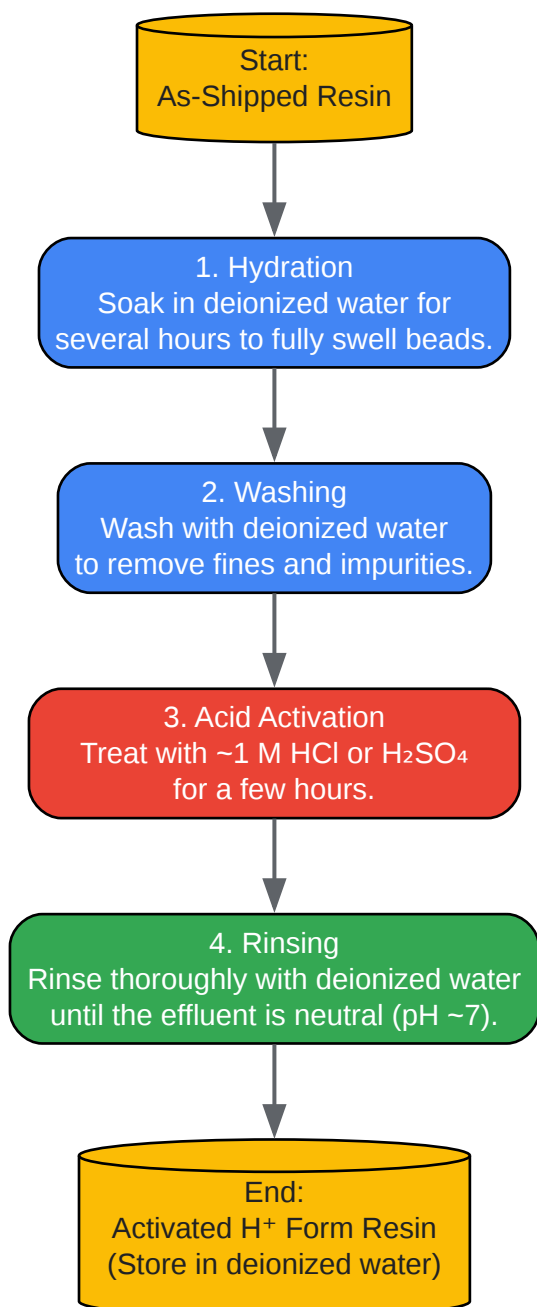 Start:
As-Shipped Resin
1. Hydration
Soak in deionized water for
several hours to fully swell beads.
2. Washing
Wash with deionized water
to remove fines and impurities.
3. Acid Activation
Treat with ~1 M HCl or H₂SO₄
for a few hours.
4. Rinsing
Rinse thoroughly with deionized water
until the effluent is neutral (pH ~7).
End:
Activated H⁺ Form Resin
(Store in deionized water)